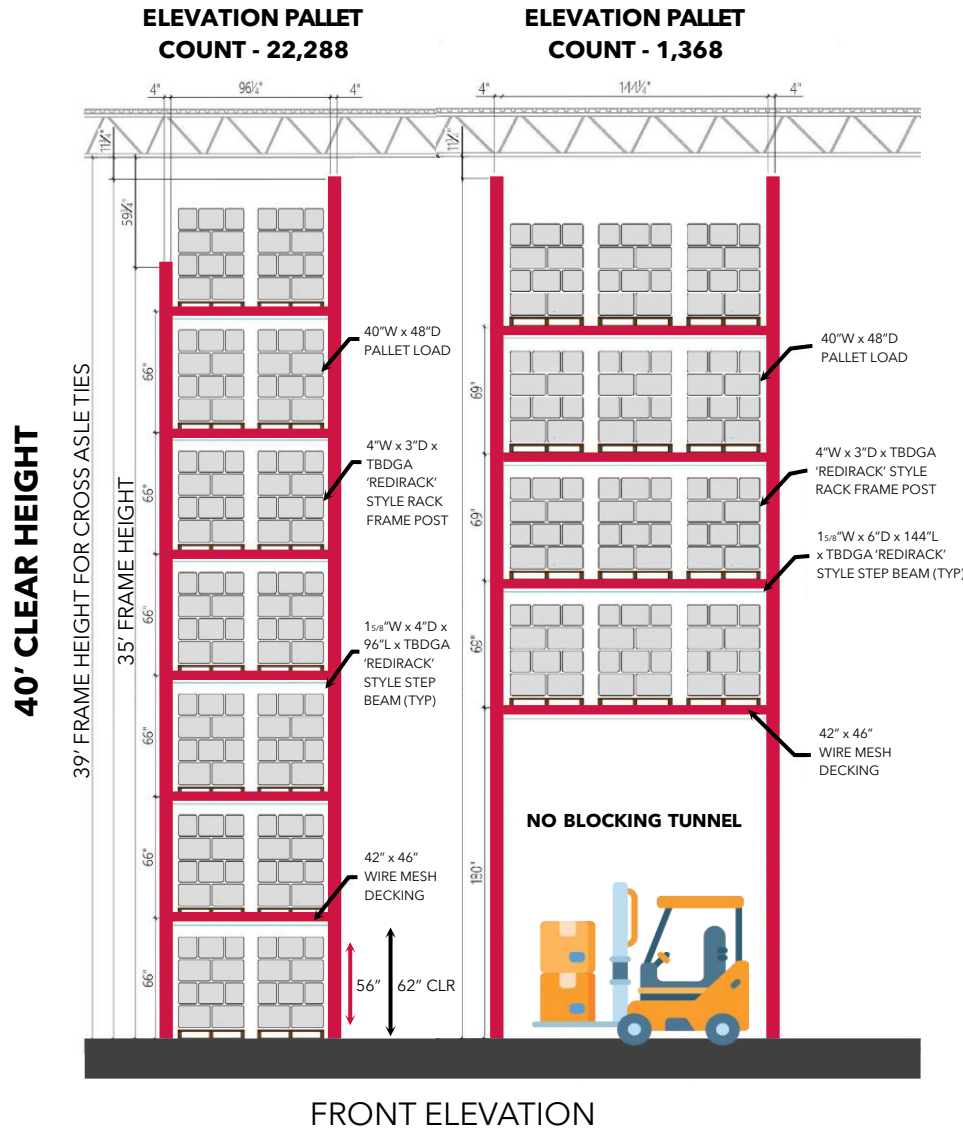 ELEVATION PALLET
COUNT - 22,288
ELEVATION PALLET
COUNT - 1,368
4"
96¼"
4"
4"
144¼"
4"
11¾"
11¾"
59¾"
40' CLEAR HEIGHT
39' FRAME HEIGHT FOR CROSS ASLE TIES
35' FRAME HEIGHT
66"
66"
66"
66"
66"
66"
40"W x 48"D
PALLET LOAD
4"W x 3"D x
TBDGA
'REDIRACK'
STYLE RACK
FRAME POST
15/8"W x 4"D x
96"L x TBDGA
'REDIRACK'
STYLE STEP
BEAM (TYP)
42" x 46"
WIRE MESH
DECKING
56"
62" CLR
69"
69"
69"
180"
40"W x 48"D
PALLET LOAD
4"W x 3"D x TBDGA
'REDIRACK' STYLE
RACK FRAME POST
15/8"W x 6"D x 144"L
x TBDGA 'REDIRACK'
STYLE STEP BEAM (TYP)
42" x 46"
WIRE MESH
DECKING
NO BLOCKING TUNNEL
FRONT ELEVATION